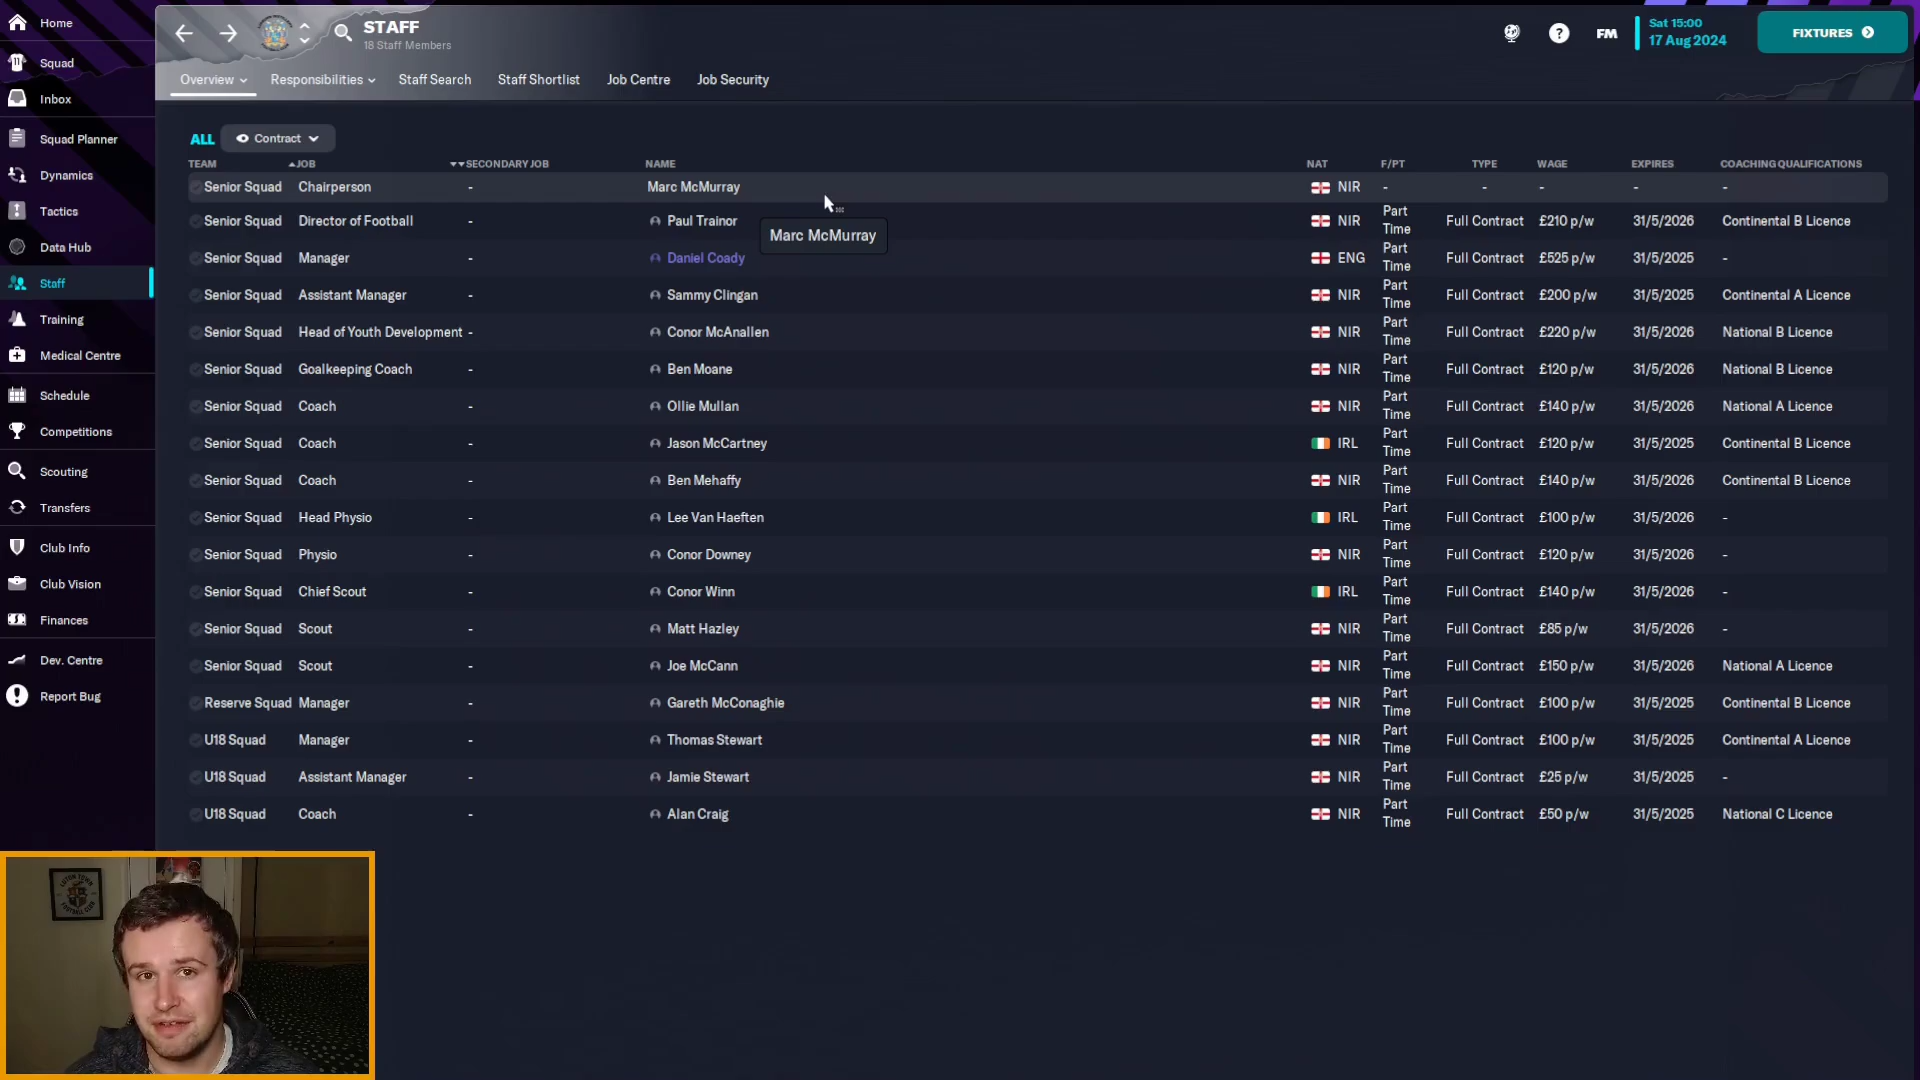 Home
Squad
Inbox
Squad Planner
Dynamics
Tactics
Data Hub
Staff
Training
Medical Centre
Schedule
Competitions
Scouting
Transfers
Club Info
Club Vision
Finances
Dev. Centre
Report Bug
STAFF
18 Staff Members
FM
Sat 15:00
17 Aug 2024
FIXTURES
Overview Responsibilities Staff Search Staff Shortlist Job Centre Job Security
ALL Contract
TEAM JOB SECONDARY JOB NAME NAT F/PT TYPE WAGE EXPIRES COACHING QUALIFICATIONS
Senior Squad Chairperson - Marc McMurray NIR - - - - -
Senior Squad Director of Football - Paul Trainor NIR Part Time Full Contract £210 p/w 31/5/2026 Continental B Licence
Marc McMurray
Senior Squad Manager - Daniel Coady ENG Part Time Full Contract £525 p/w 31/5/2025 -
Senior Squad Assistant Manager - Sammy Clingan NIR Part Time Full Contract £200 p/w 31/5/2025 Continental A Licence
Senior Squad Head of Youth Development - Conor McAnallen NIR Part Time Full Contract £220 p/w 31/5/2026 National B Licence
Senior Squad Goalkeeping Coach - Ben Moane NIR Part Time Full Contract £120 p/w 31/5/2026 National B Licence
Senior Squad Coach - Ollie Mullan NIR Part Time Full Contract £140 p/w 31/5/2026 National A Licence
Senior Squad Coach - Jason McCartney IRL Part Time Full Contract £120 p/w 31/5/2025 Continental B Licence
Senior Squad Coach - Ben Mehaffy NIR Part Time Full Contract £140 p/w 31/5/2026 Continental B Licence
Senior Squad Head Physio - Lee Van Haeften IRL Part Time Full Contract £100 p/w 31/5/2026 -
Senior Squad Physio - Conor Downey NIR Part Time Full Contract £120 p/w 31/5/2026 -
Senior Squad Chief Scout - Conor Winn IRL Part Time Full Contract £140 p/w 31/5/2026 -
Senior Squad Scout - Matt Hazley NIR Part Time Full Contract £85 p/w 31/5/2026 -
Senior Squad Scout - Joe McCann NIR Part Time Full Contract £150 p/w 31/5/2026 National A Licence
Reserve Squad Manager - Gareth McConaghie NIR Part Time Full Contract £100 p/w 31/5/2025 Continental B Licence
U18 Squad Manager - Thomas Stewart NIR Part Time Full Contract £100 p/w 31/5/2025 Continental A Licence
U18 Squad Assistant Manager - Jamie Stewart NIR Part Time Full Contract £25 p/w 31/5/2025 -
U18 Squad Coach - Alan Craig NIR Part Time Full Contract £50 p/w 31/5/2025 National C Licence
LUTON TOWN
FOOTBALL CLUB